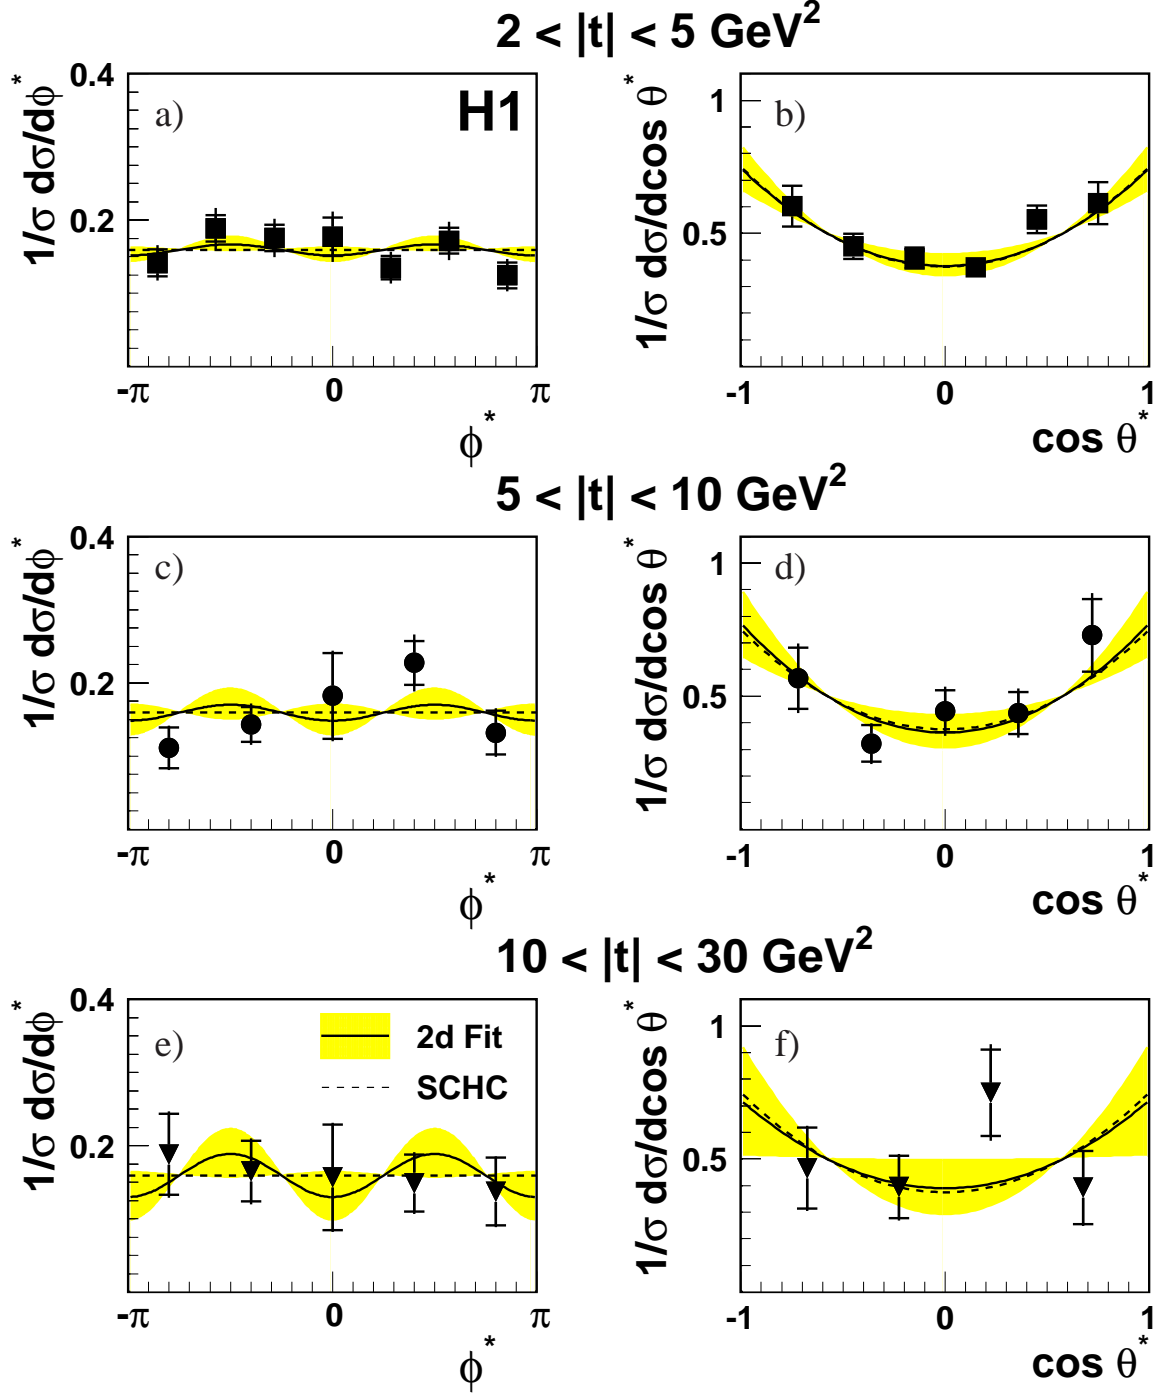 2 < |t| < 5 GeV²
1/σ dσ/dϕ*
0.4
0.2
a)
H1
-π 0 π
ϕ*
1/σ dσ/dcos θ*
1
0.5
b)
-1 0 1
cos θ*
5 < |t| < 10 GeV²
1/σ dσ/dϕ*
0.4
0.2
c)
-π 0 π
ϕ*
1/σ dσ/dcos θ*
1
0.5
d)
-1 0 1
cos θ*
10 < |t| < 30 GeV²
1/σ dσ/dϕ*
0.4
0.2
e)
2d Fit
SCHC
-π 0 π
ϕ*
1/σ dσ/dcos θ*
1
0.5
f)
-1 0 1
cos θ*